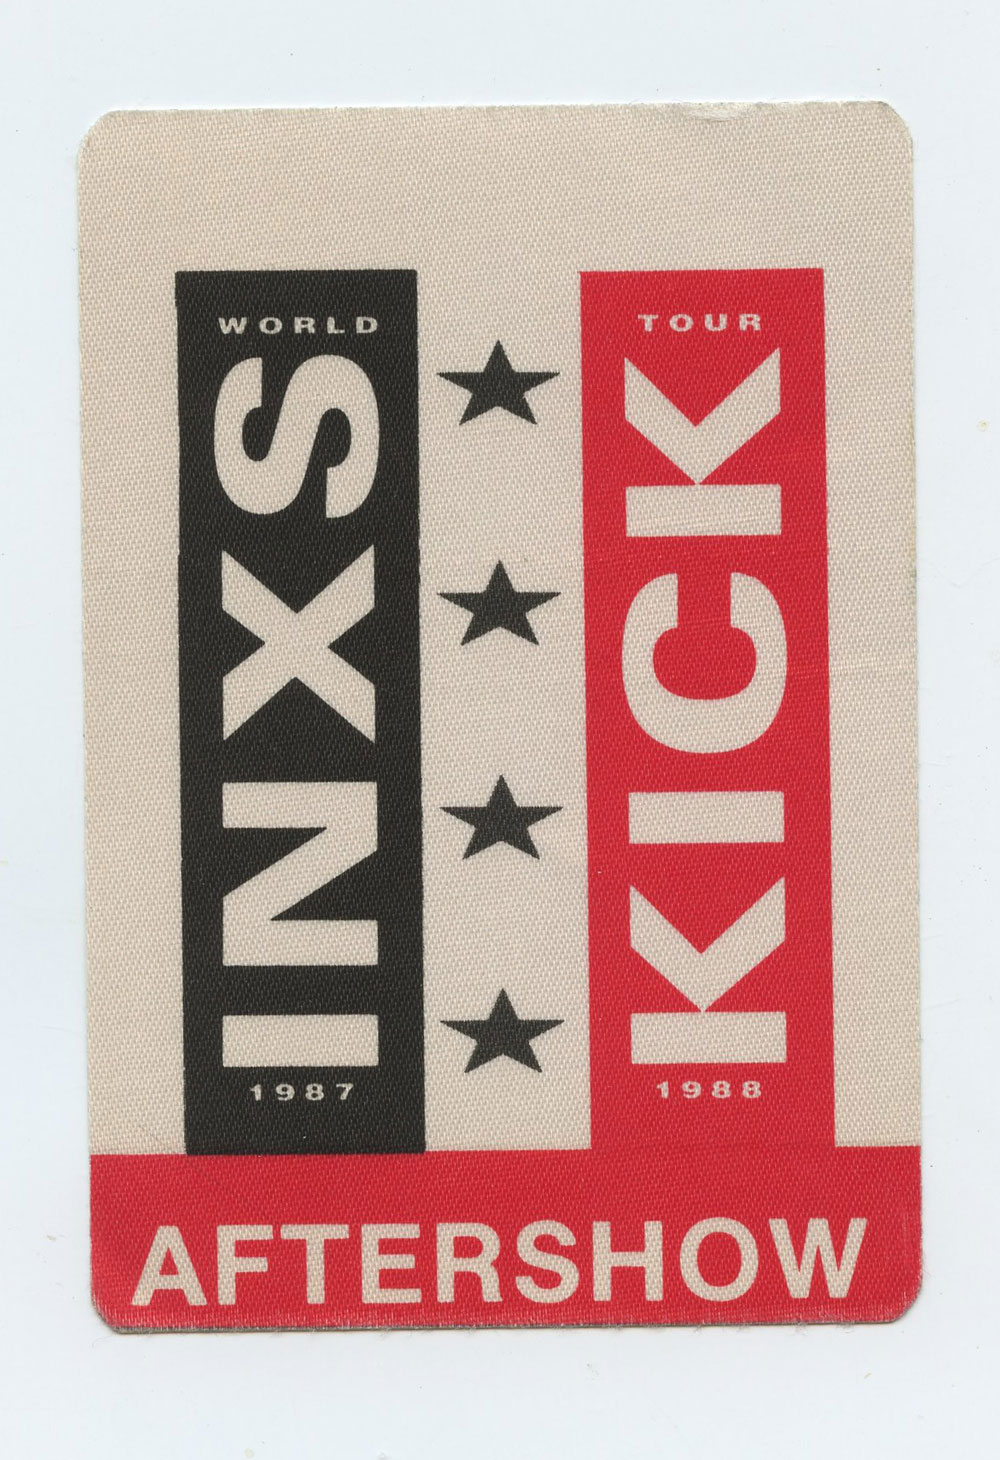 WORLD
INXS
1987
TOUR
KICK
1988
AFTERSHOW